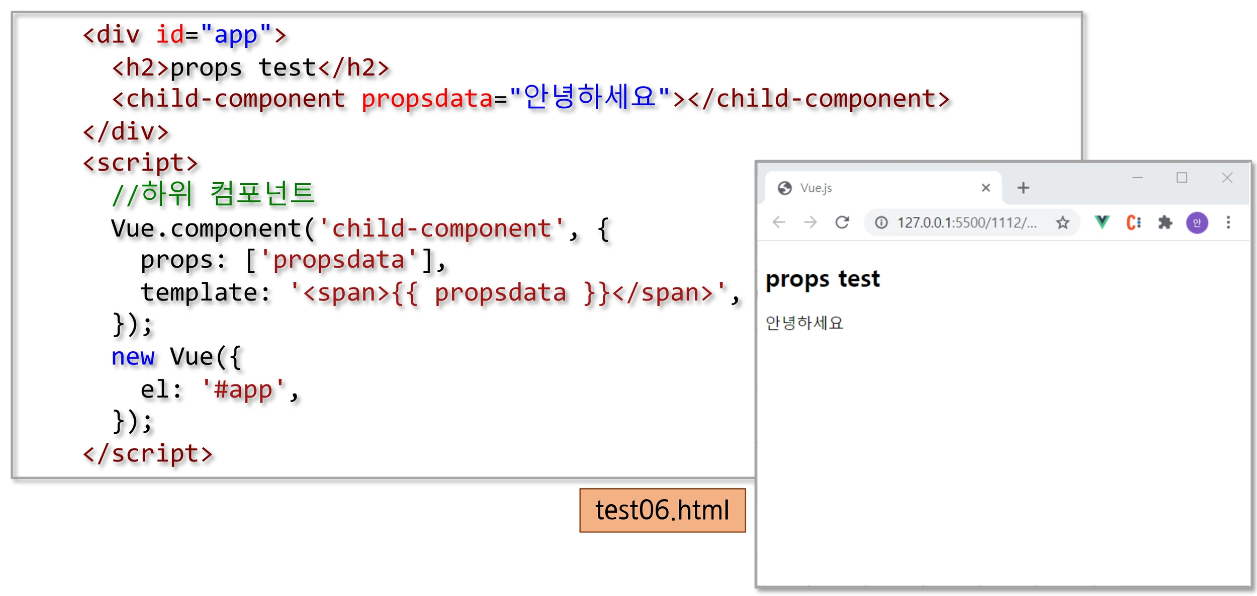 <div id="app">
<h2>props test</h2>
<child-component propsdata="안녕하세요"></child-component>
</div>
<script>
//하위 컴포넌트
Vue.component('child-component', {
props: ['propsdata'],
template: '<span>{{ propsdata }}</span>',
});
new Vue({
el: '#app',
});
</script>
test06.html
Vue.js
127.0.0.1:5500/1112/...
안
props test
안녕하세요